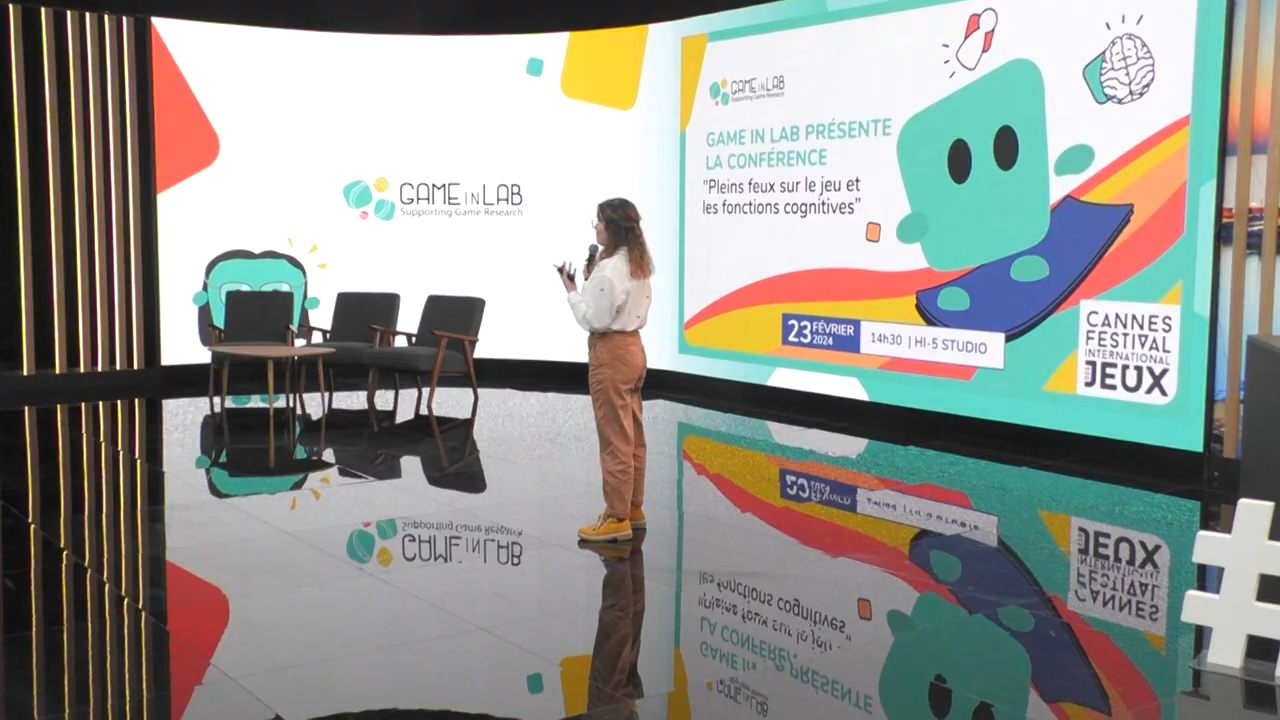 GAME IN LAB
Supporting Game Research
GAME IN LAB
Supporting Game Research
GAME IN LAB PRÉSENTE
LA CONFÉRENCE
"Pleins feux sur le jeu et
les fonctions cognitives"
23 FÉVRIER
2024
14h30 | HI-5 STUDIO
CANNES
FESTIVAL
INTERNATIONAL
DES JEUX
#